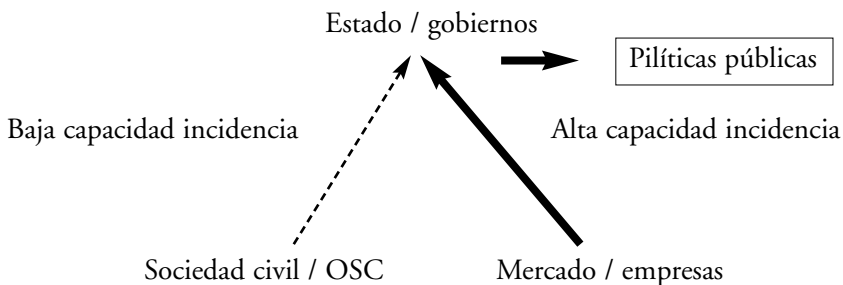 Estado / gobiernos
Pilíticas públicas
Baja capacidad incidencia
Alta capacidad incidencia
Sociedad civil / OSC
Mercado / empresas